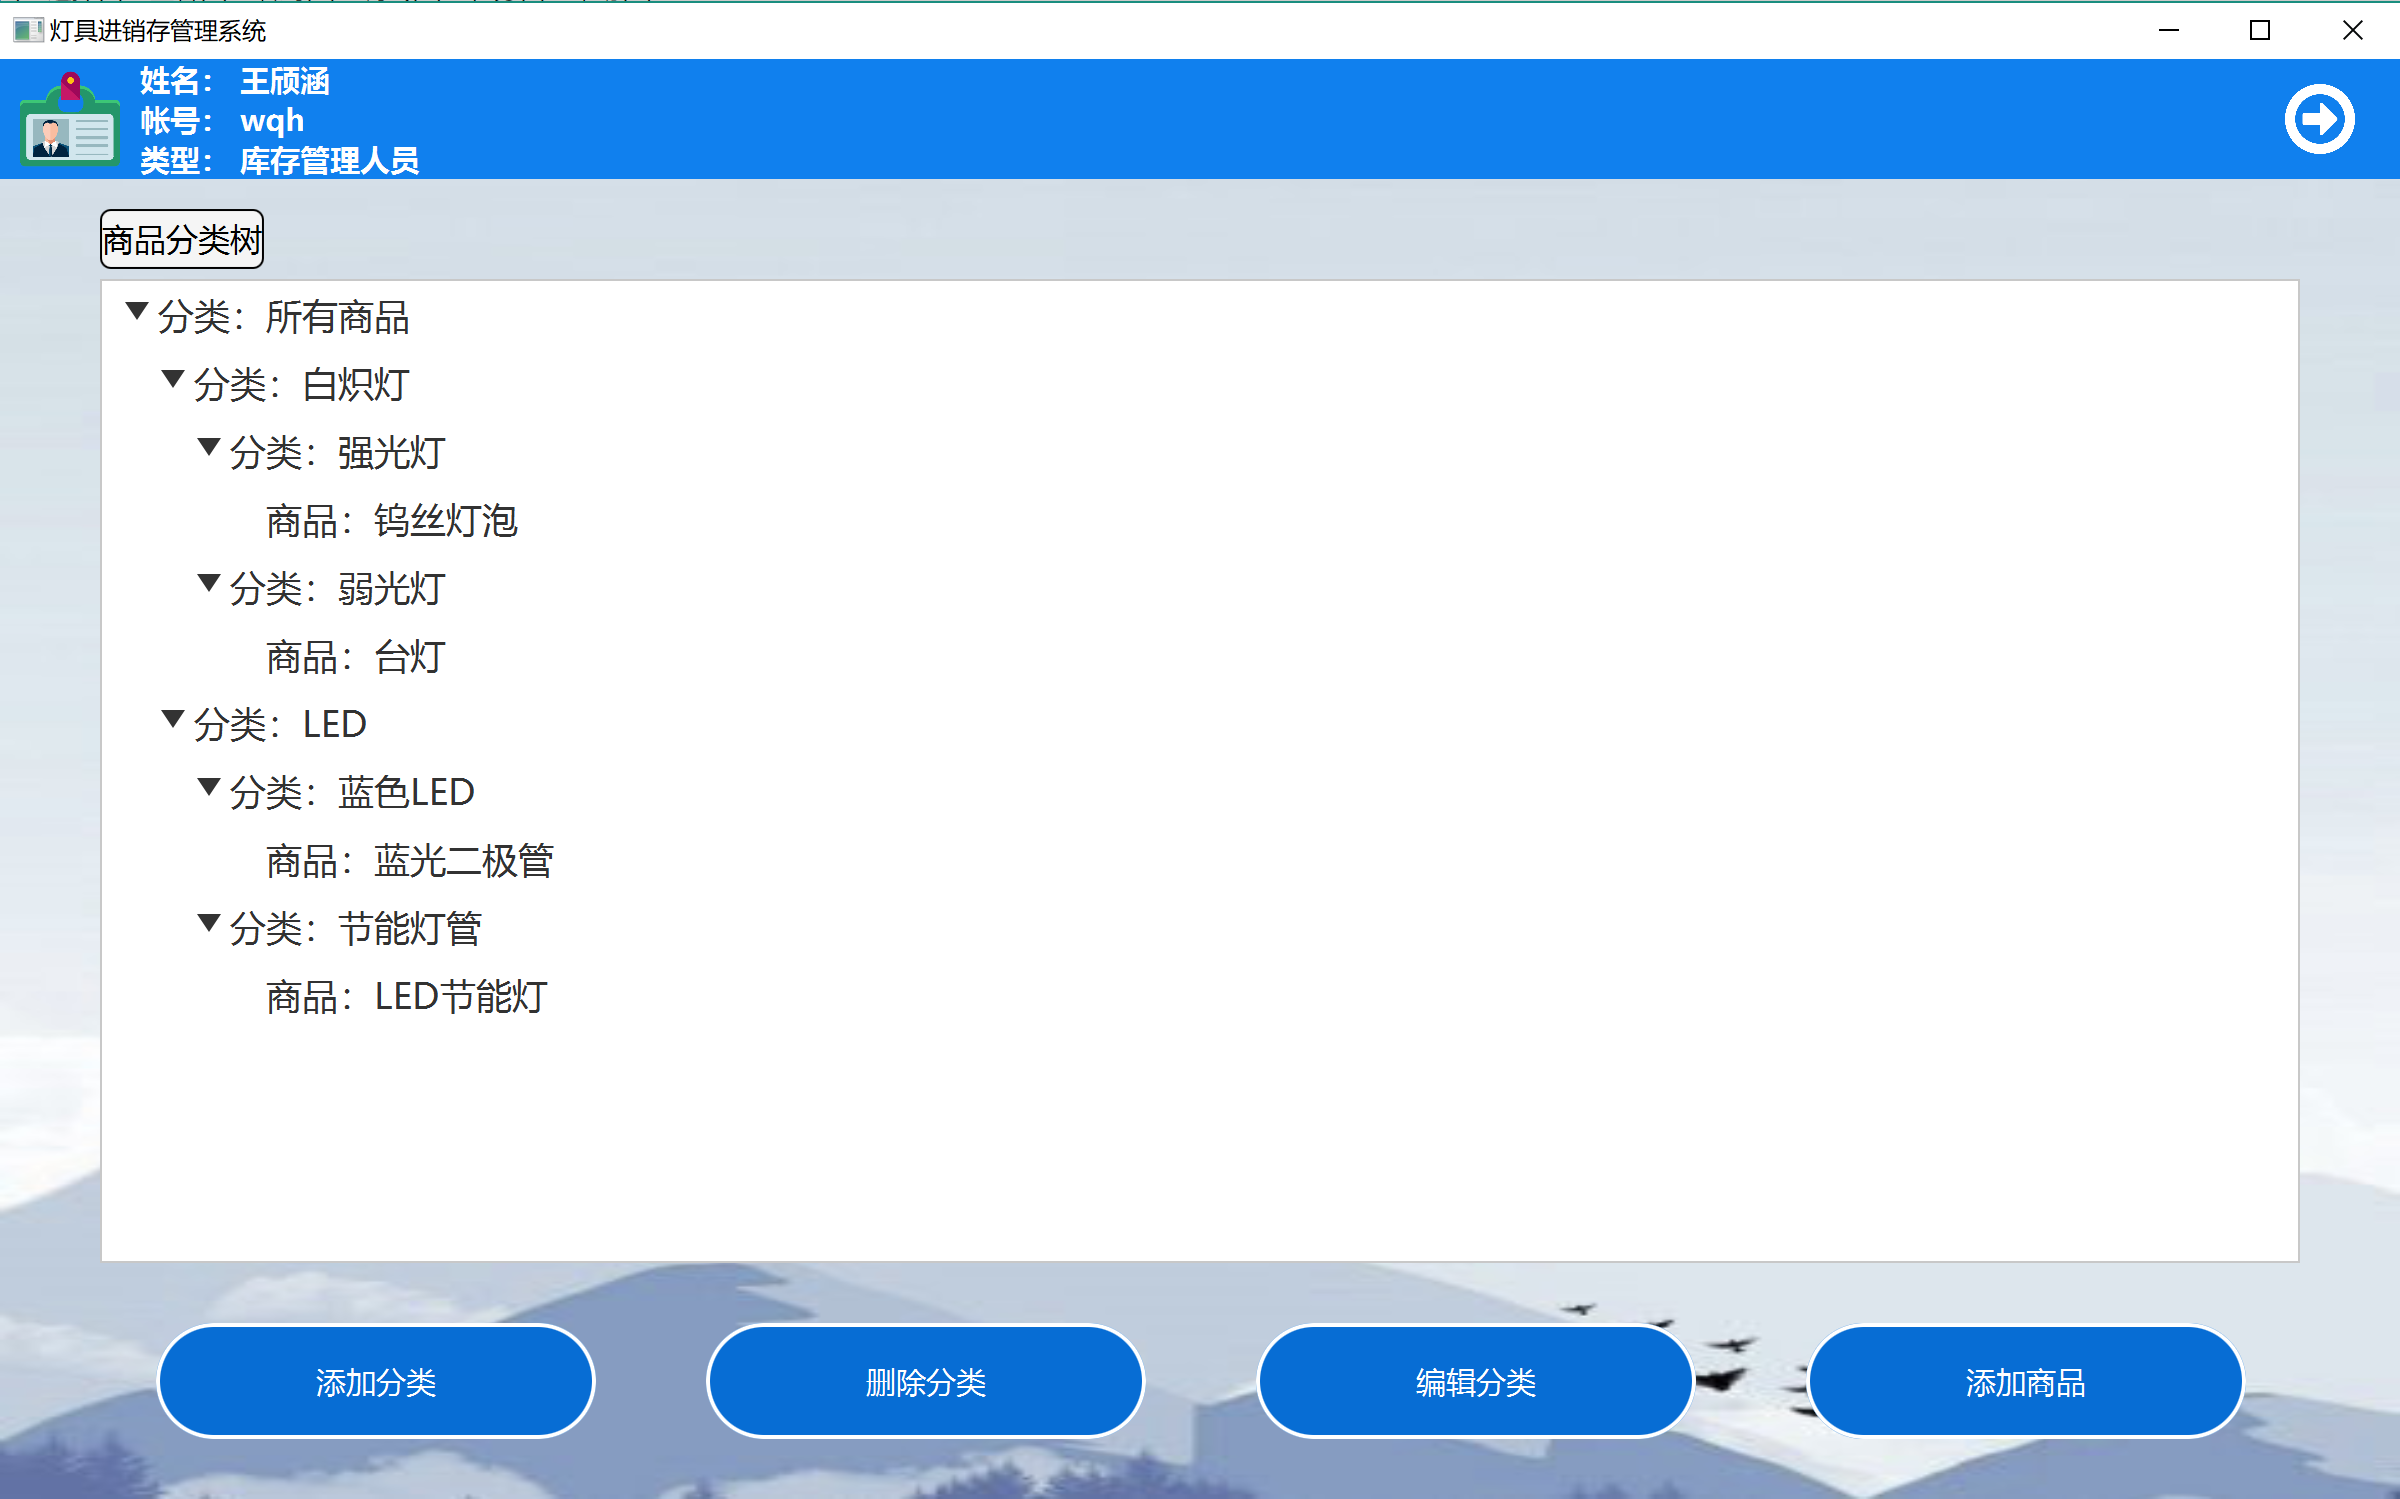 灯具进销存管理系统
姓名： 王颀涵
帐号： wqh
类型： 库存管理人员
商品分类树
分类：所有商品
分类：白炽灯
分类：强光灯
商品：钨丝灯泡
分类：弱光灯
商品：台灯
分类：LED
分类：蓝色LED
商品：蓝光二极管
分类：节能灯管
商品：LED节能灯
添加分类
删除分类
编辑分类
添加商品